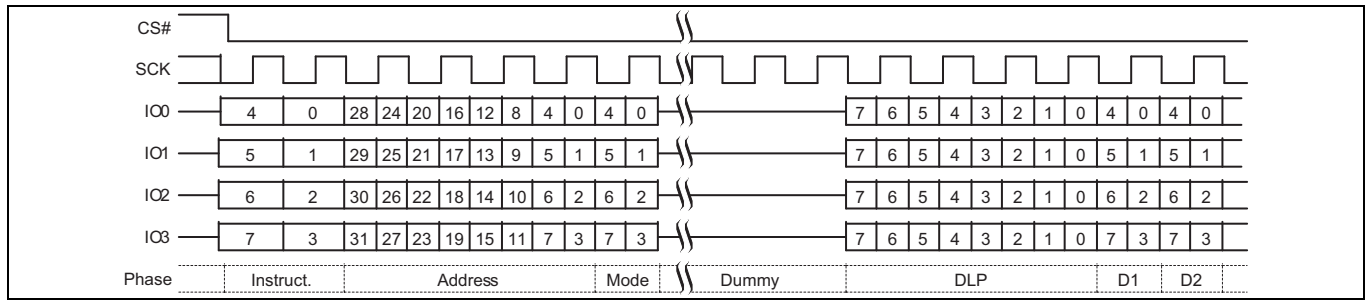 CS#
SCK
IO0 4 0 28 24 20 16 12 8 4 0 4 0 7 6 5 4 3 2 1 0 4 0 4 0
IO1 5 1 29 25 21 17 13 9 5 1 5 1 7 6 5 4 3 2 1 0 5 1 5 1
IO2 6 2 30 26 22 18 14 10 6 2 6 2 7 6 5 4 3 2 1 0 6 2 6 2
IO3 7 3 31 27 23 19 15 11 7 3 7 3 7 6 5 4 3 2 1 0 7 3 7 3
Phase Instruct. Address Mode Dummy DLP D1 D2